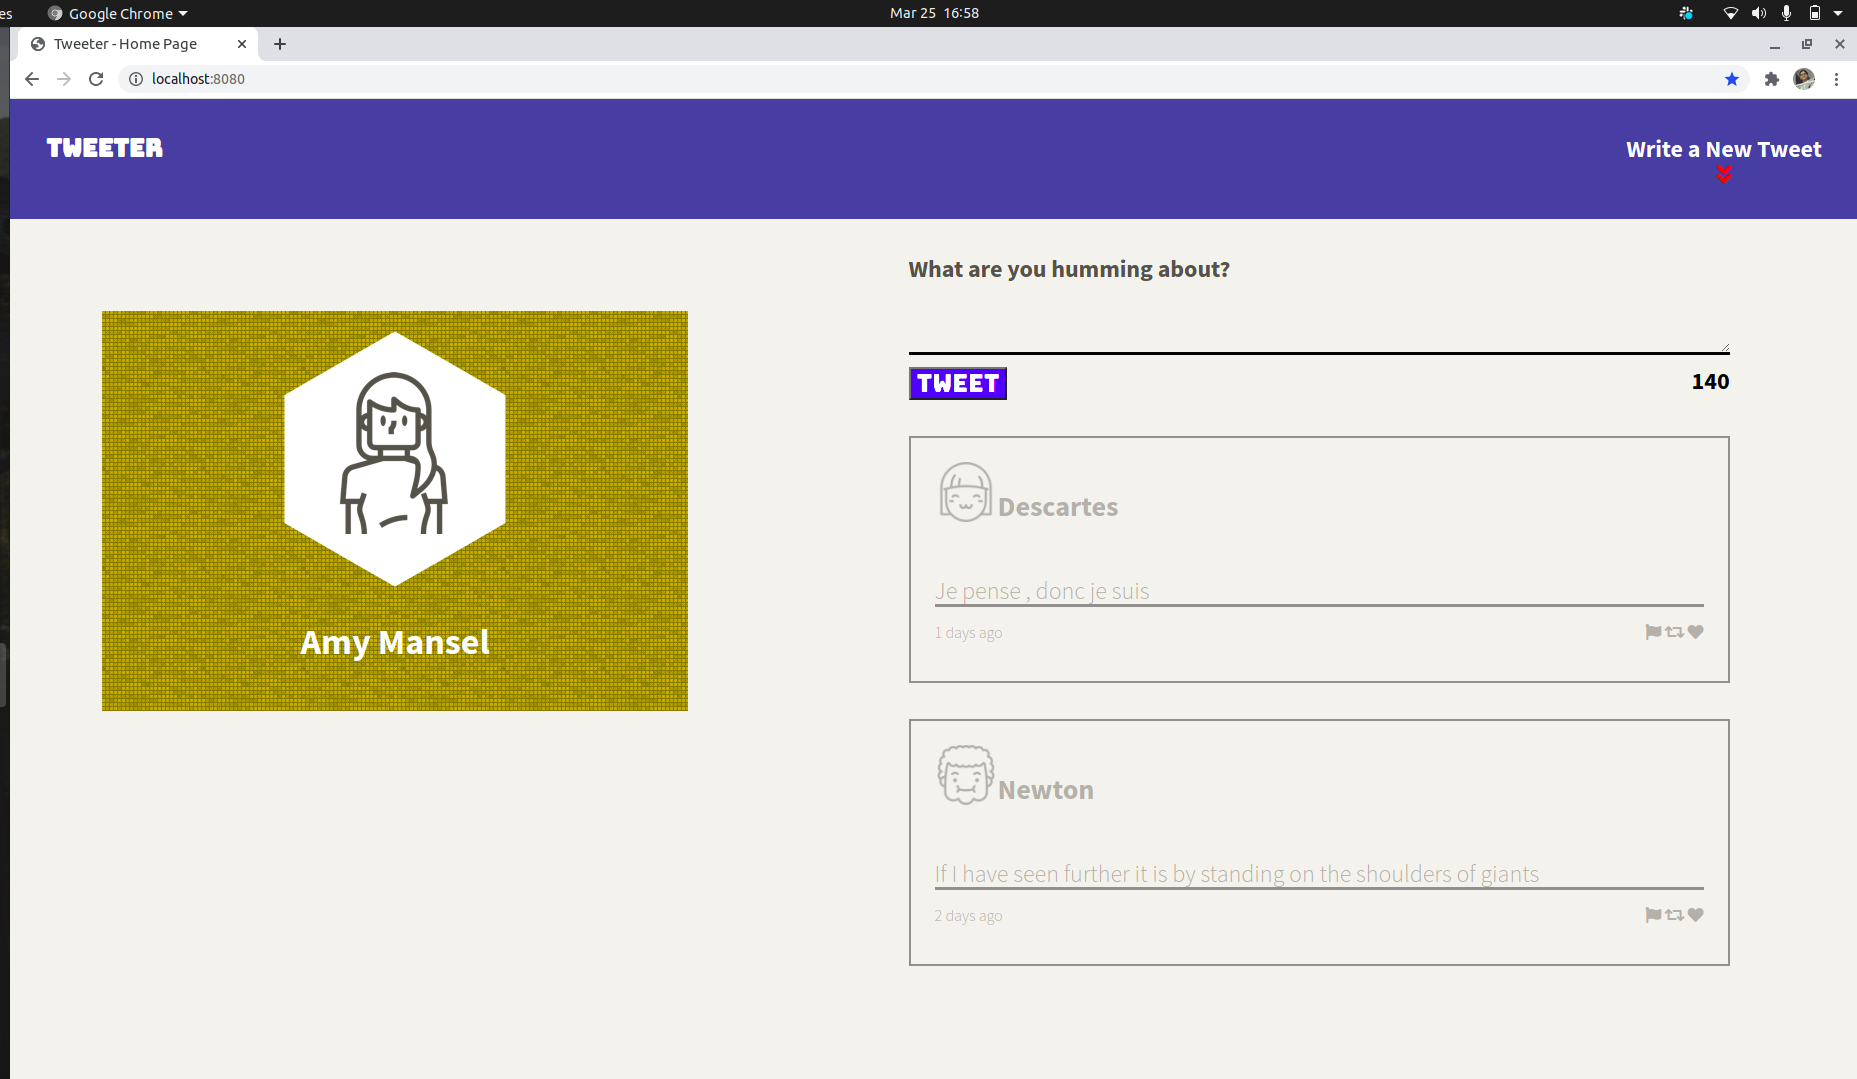 es
Google Chrome
Mar 25 16:58
Tweeter - Home Page
localhost:8080
TWEETER
Write a New Tweet
What are you humming about?
TWEET
140
Amy Mansel
Descartes
Je pense , donc je suis
1 days ago
Newton
If I have seen further it is by standing on the shoulders of giants
2 days ago